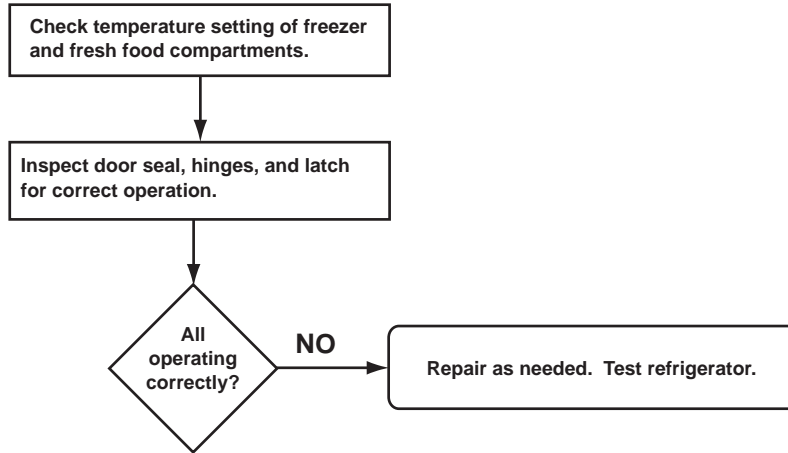 Check temperature setting of freezer
and fresh food compartments.
Inspect door seal, hinges, and latch
for correct operation.
All
operating
correctly?
NO
Repair as needed.  Test refrigerator.